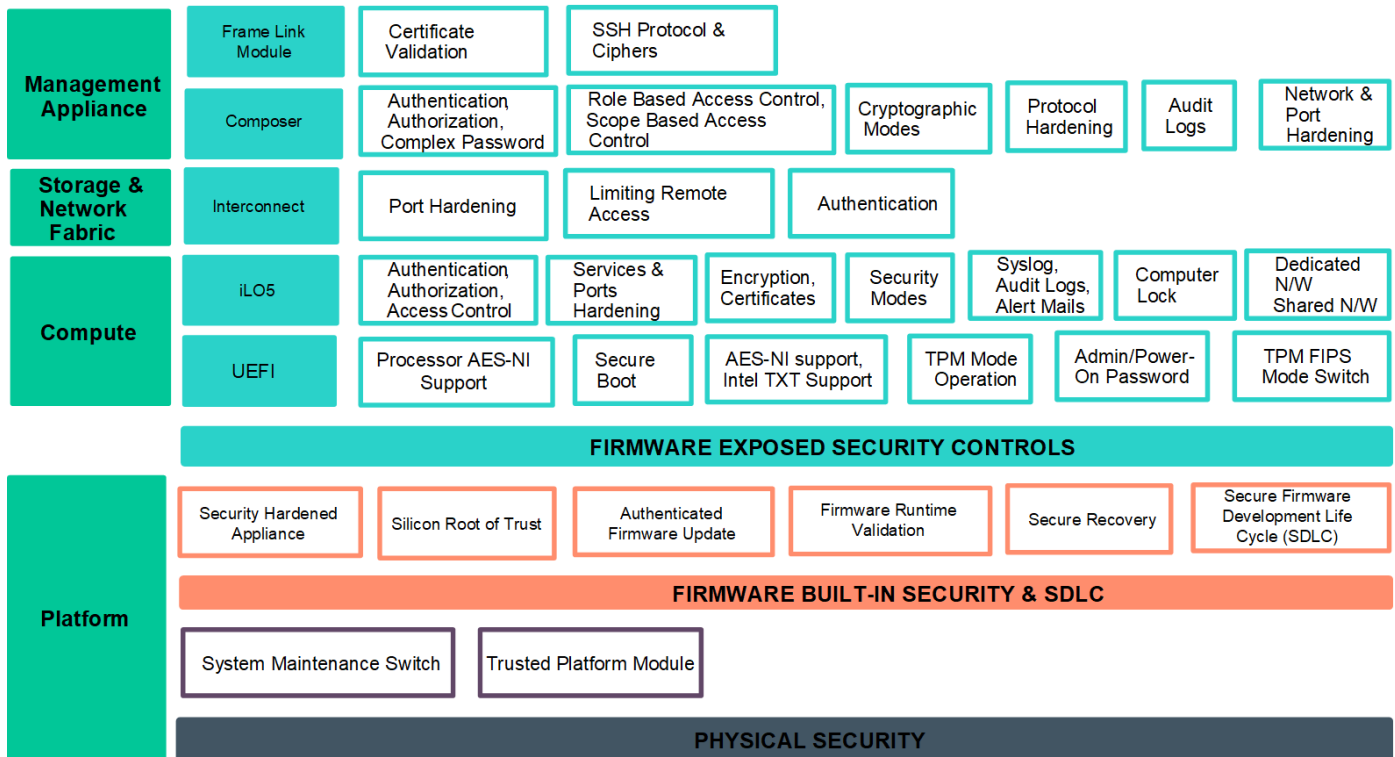 Management
Appliance
Frame Link
Module
Certificate
Validation
SSH Protocol &
Ciphers
Composer
Authentication,
Authorization,
Complex Password
Role Based Access Control,
Scope Based Access
Control
Cryptographic
Modes
Protocol
Hardening
Audit
Logs
Network &
Port
Hardening
Storage &
Network
Fabric
Interconnect
Port Hardening
Limiting Remote
Access
Authentication
Compute
iLO5
Authentication,
Authorization,
Access Control
Services &
Ports
Hardening
Encryption,
Certificates
Security
Modes
Syslog,
Audit Logs,
Alert Mails
Computer
Lock
Dedicated
N/W
Shared N/W
UEFI
Processor AES-NI
Support
Secure
Boot
AES-NI support,
Intel TXT Support
TPM Mode
Operation
Admin/Power-
On Password
TPM FIPS
Mode Switch
FIRMWARE EXPOSED SECURITY CONTROLS
Platform
Security Hardened
Appliance
Silicon Root of Trust
Authenticated
Firmware Update
Firmware Runtime
Validation
Secure Recovery
Secure Firmware
Development Life
Cycle (SDLC)
FIRMWARE BUILT-IN SECURITY & SDLC
System Maintenance Switch
Trusted Platform Module
PHYSICAL SECURITY